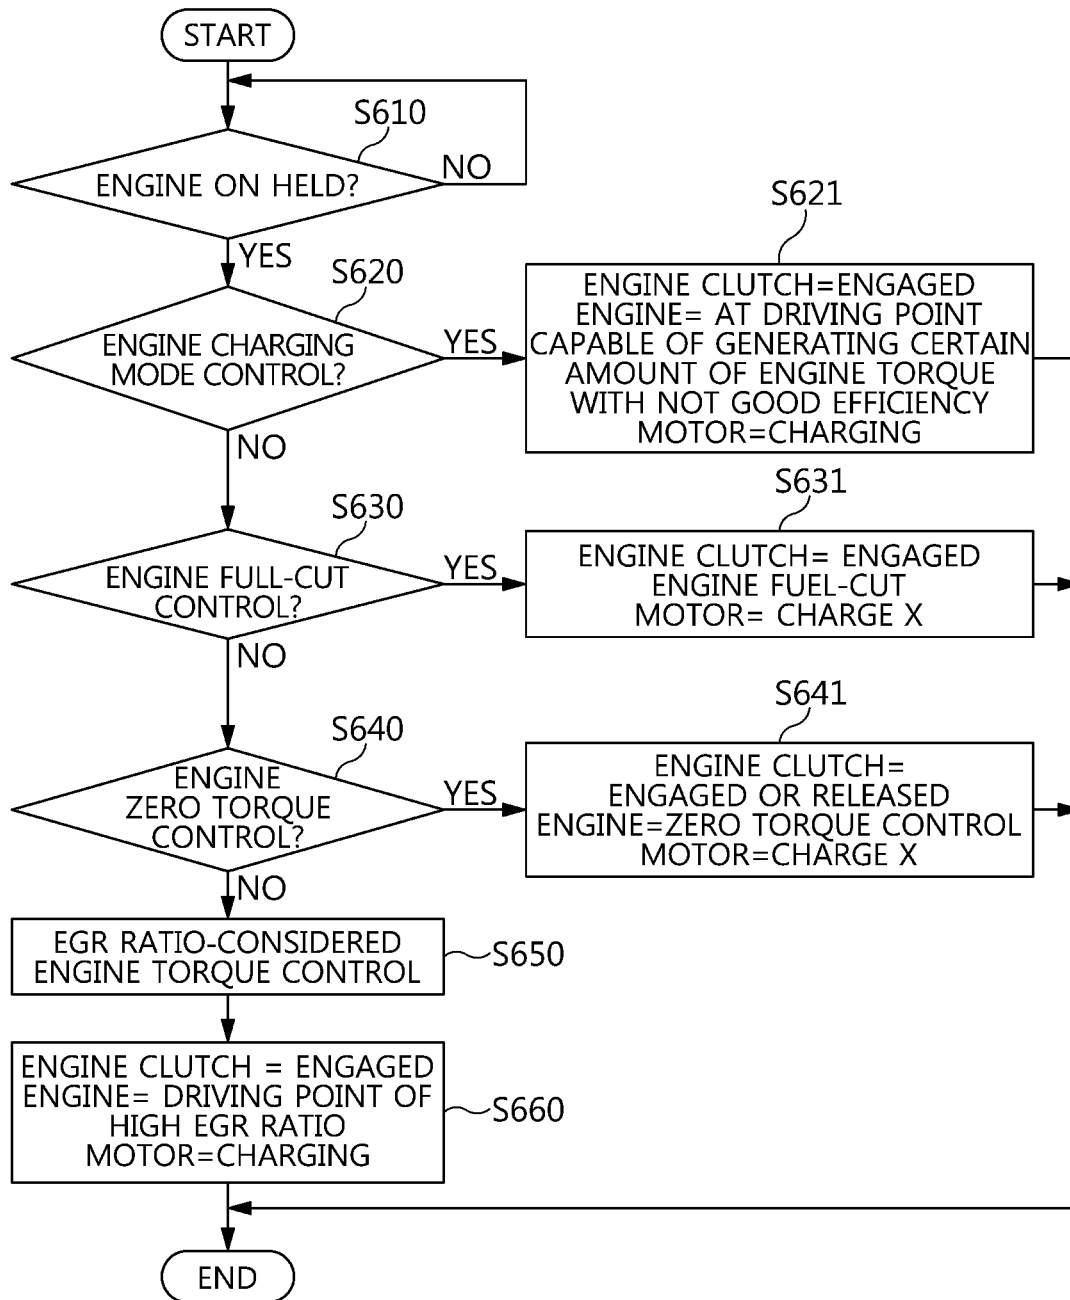 START
S610
ENGINE ON HELD?
NO
YES
S620
ENGINE CHARGING
MODE CONTROL?
YES
S621
ENGINE CLUTCH=ENGAGED
ENGINE= AT DRIVING POINT
CAPABLE OF GENERATING CERTAIN
AMOUNT OF ENGINE TORQUE
WITH NOT GOOD EFFICIENCY
MOTOR=CHARGING
NO
S630
ENGINE FULL-CUT
CONTROL?
YES
S631
ENGINE CLUTCH= ENGAGED
ENGINE FUEL-CUT
MOTOR= CHARGE X
NO
S640
ENGINE
ZERO TORQUE
CONTROL?
YES
S641
ENGINE CLUTCH=
ENGAGED OR RELEASED
ENGINE=ZERO TORQUE CONTROL
MOTOR=CHARGE X
NO
EGR RATIO-CONSIDERED
ENGINE TORQUE CONTROL
S650
ENGINE CLUTCH = ENGAGED
ENGINE= DRIVING POINT OF
HIGH EGR RATIO
MOTOR=CHARGING
S660
END